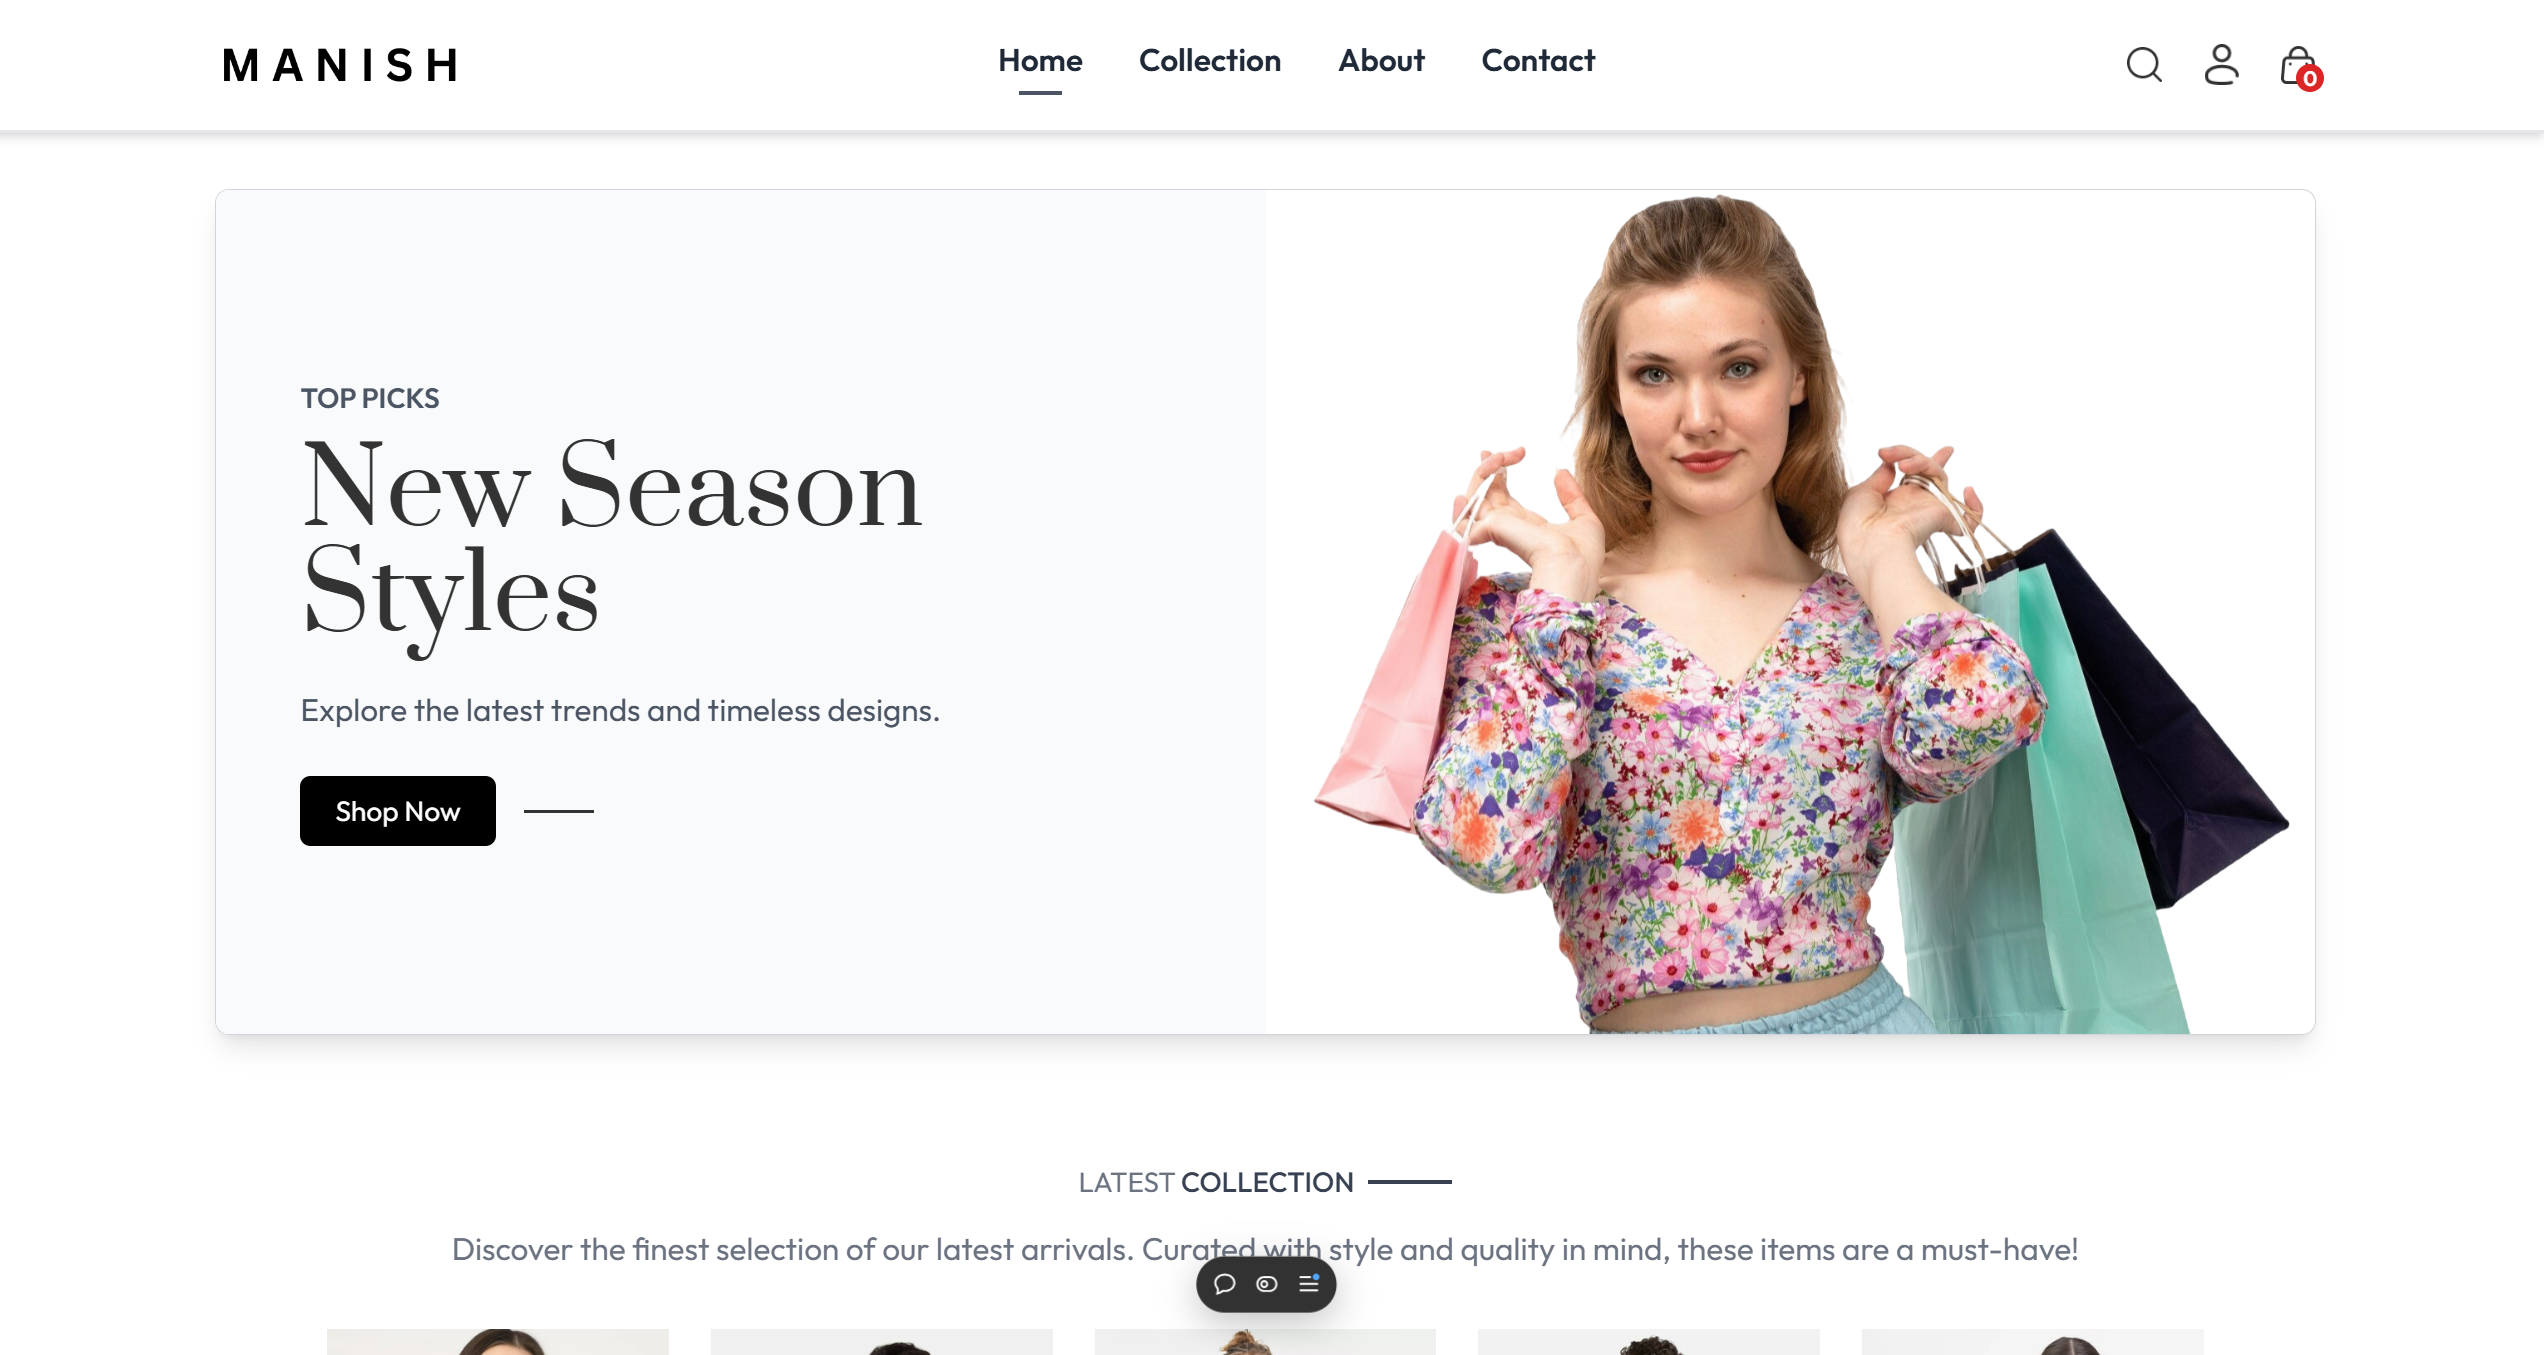 MANISH
Home Collection About Contact
0
TOP PICKS
New Season
Styles
Explore the latest trends and timeless designs.
Shop Now
LATEST COLLECTION
Discover the finest selection of our latest arrivals. Curated with style and quality in mind, these items are a must-have!